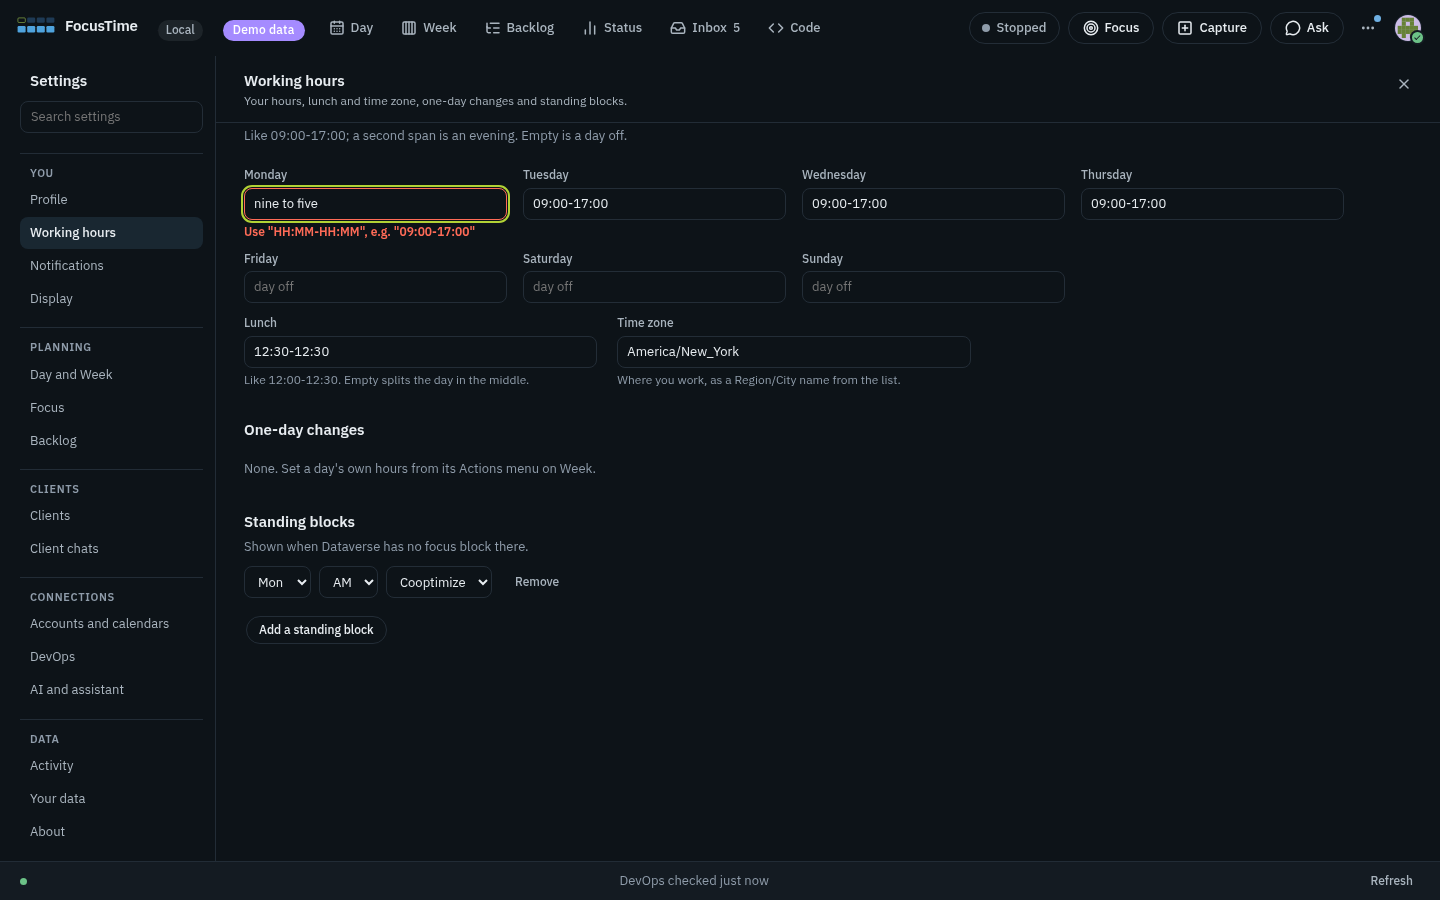 FocusTime
Local
Demo data
Day
Week
Backlog
Status
Inbox 5
Code
Stopped
Focus
Capture
Ask
Settings
Search settings
YOU
Profile
Working hours
Notifications
Display
PLANNING
Day and Week
Focus
Backlog
CLIENTS
Clients
Client chats
CONNECTIONS
Accounts and calendars
DevOps
AI and assistant
DATA
Activity
Your data
About
Working hours
Your hours, lunch and time zone, one-day changes and standing blocks.
Like 09:00-17:00; a second span is an evening. Empty is a day off.
Monday
nine to five
Use "HH:MM-HH:MM", e.g. "09:00-17:00"
Tuesday
09:00-17:00
Wednesday
09:00-17:00
Thursday
09:00-17:00
Friday
day off
Saturday
day off
Sunday
day off
Lunch
12:30-12:30
Like 12:00-12:30. Empty splits the day in the middle.
Time zone
America/New_York
Where you work, as a Region/City name from the list.
One-day changes
None. Set a day's own hours from its Actions menu on Week.
Standing blocks
Shown when Dataverse has no focus block there.
Mon
AM
Cooptimize
Remove
Add a standing block
DevOps checked just now
Refresh